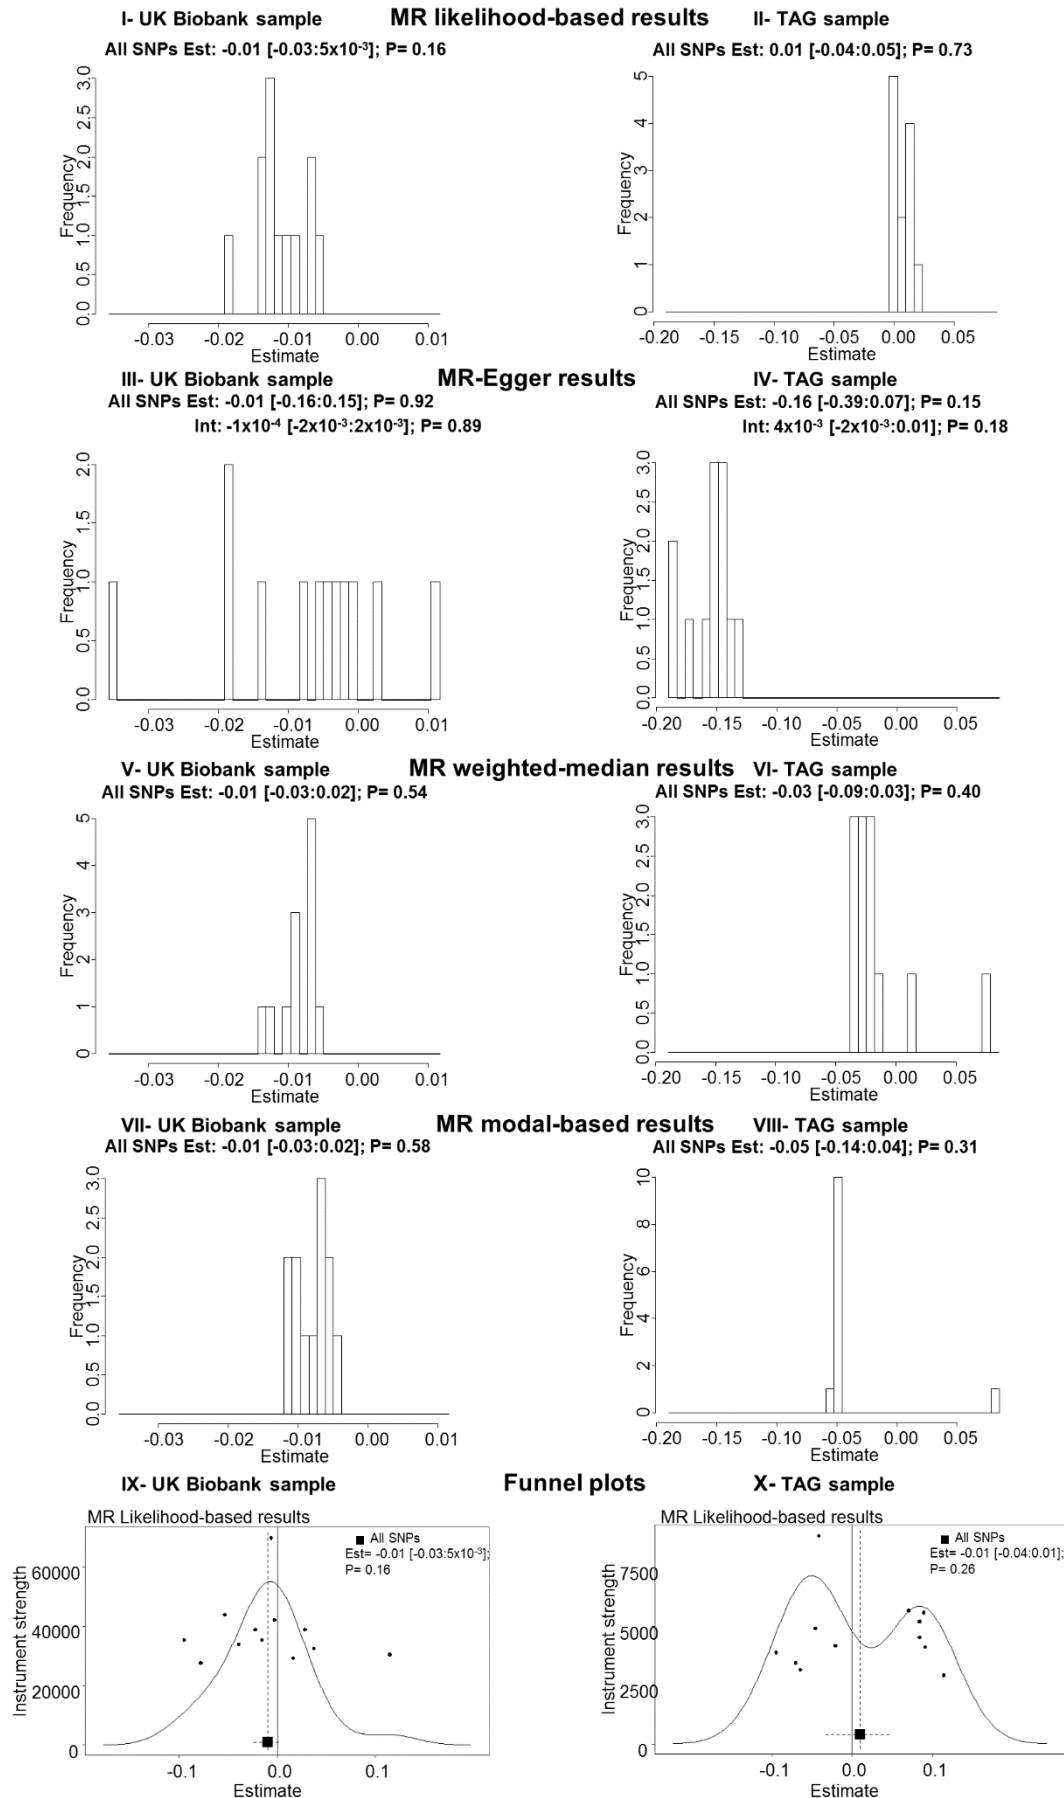 I- UK Biobank sample MR likelihood-based results II- TAG sample
All SNPs Est: -0.01 [-0.03:5x10⁻³]; P= 0.16 All SNPs Est: 0.01 [-0.04:0.05]; P= 0.73
Frequency
0.0 0.5 1.0 1.5 2.0 2.5 3.0
-0.03 -0.02 -0.01 0.00 0.01
Estimate
Frequency
0 1 2 3 4 5
-0.20 -0.15 -0.10 -0.05 0.00 0.05
Estimate
III- UK Biobank sample MR-Egger results IV- TAG sample
All SNPs Est: -0.01 [-0.16:0.15]; P= 0.92 All SNPs Est: -0.16 [-0.39:0.07]; P= 0.15
Int: -1x10⁻⁴ [-2x10⁻³:2x10⁻³]; P= 0.89 Int: 4x10⁻³ [-2x10⁻³:0.01]; P= 0.18
Frequency
0.0 0.5 1.0 1.5 2.0
-0.03 -0.02 -0.01 0.00 0.01
Estimate
Frequency
0.0 0.5 1.0 1.5 2.0 2.5 3.0
-0.20 -0.15 -0.10 -0.05 0.00 0.05
Estimate
V- UK Biobank sample MR weighted-median results VI- TAG sample
All SNPs Est: -0.01 [-0.03:0.02]; P= 0.54 All SNPs Est: -0.03 [-0.09:0.03]; P= 0.40
Frequency
0 1 2 3 4 5
-0.03 -0.02 -0.01 0.00 0.01
Estimate
Frequency
0.0 0.5 1.0 1.5 2.0 2.5 3.0
-0.20 -0.15 -0.10 -0.05 0.00 0.05
Estimate
VII- UK Biobank sample MR modal-based results VIII- TAG sample
All SNPs Est: -0.01 [-0.03:0.02]; P= 0.58 All SNPs Est: -0.05 [-0.14:0.04]; P= 0.31
Frequency
0.0 0.5 1.0 1.5 2.0 2.5 3.0
-0.03 -0.02 -0.01 0.00 0.01
Estimate
Frequency
0 2 4 6 8 10
-0.20 -0.15 -0.10 -0.05 0.00 0.05
Estimate
IX- UK Biobank sample Funnel plots X- TAG sample
MR Likelihood-based results
All SNPs
Est= -0.01 [-0.03:5x10⁻³];
P= 0.16
Instrument strength
60000
40000
20000
0
-0.1 0.0 0.1
Estimate
MR Likelihood-based results
All SNPs
Est= -0.01 [-0.04:0.01];
P= 0.26
Instrument strength
7500
5000
2500
0
-0.1 0.0 0.1
Estimate